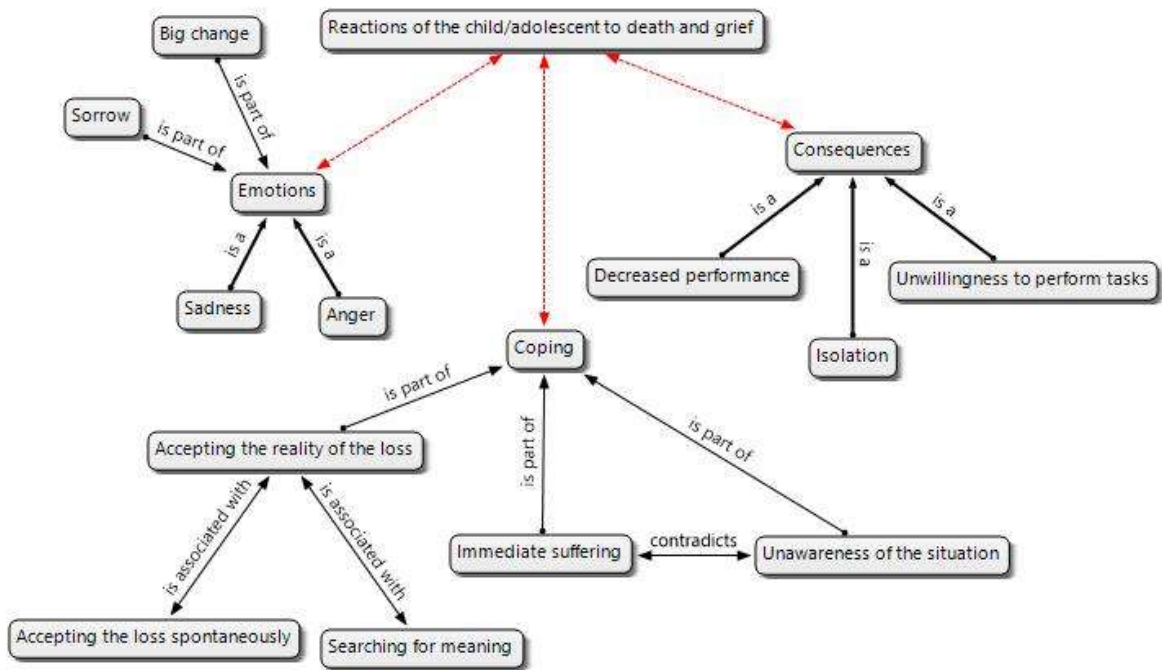 Reactions of the child/adolescent to death and grief
Big change
is part of
Sorrow
is part of
Emotions
is a
is a
Sadness
Anger
Consequences
is a
is a
is a
Decreased performance
Unwillingness to perform tasks
Isolation
Coping
is part of
is part of
is part of
Accepting the reality of the loss
is associated with
is associated with
Immediate suffering
contradicts
Unawareness of the situation
Accepting the loss spontaneously
Searching for meaning